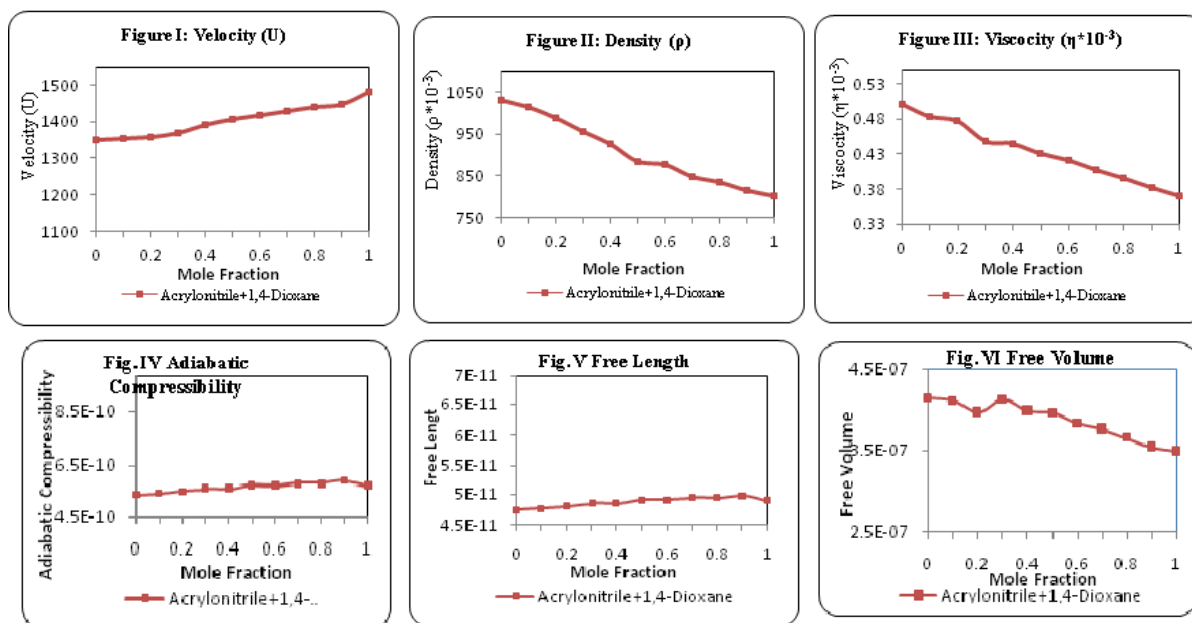 Figure I: Velocity (U)
Velocity (U)
1500
1400
1300
1200
1100
0 0.2 0.4 0.6 0.8 1
Mole Fraction
Acrylonitrile+1,4-Dioxane
Figure II: Density (ρ)
Density (ρ*10⁻³)
1050
950
850
750
0 0.2 0.4 0.6 0.8 1
Mole Fraction
Acrylonitrile+1,4-Dioxane
Figure III: Viscocity (η*10⁻³)
Viscocity (η*10⁻³)
0.53
0.48
0.43
0.38
0.33
0 0.2 0.4 0.6 0.8 1
Mole Fraction
Acrylonitrile+1,4-Dioxane
Fig. IV Adiabatic
Compressibility
Adiabatic Compressibility
8.5E-10
6.5E-10
4.5E-10
0 0.2 0.4 0.6 0.8 1
Mole Fraction
Acrylonitrile+1,4-..
Fig. V Free Length
Free Lengt
7E-11
6.5E-11
6E-11
5.5E-11
5E-11
4.5E-11
0 0.2 0.4 0.6 0.8 1
Mole Fraction
Acrylonitrile+1,4-Dioxane
Fig. VI Free Volume
Free Volume
4.5E-07
3.5E-07
2.5E-07
0 0.2 0.4 0.6 0.8 1
Mole Fraction
Acrylonitrile+1,4-Dioxane